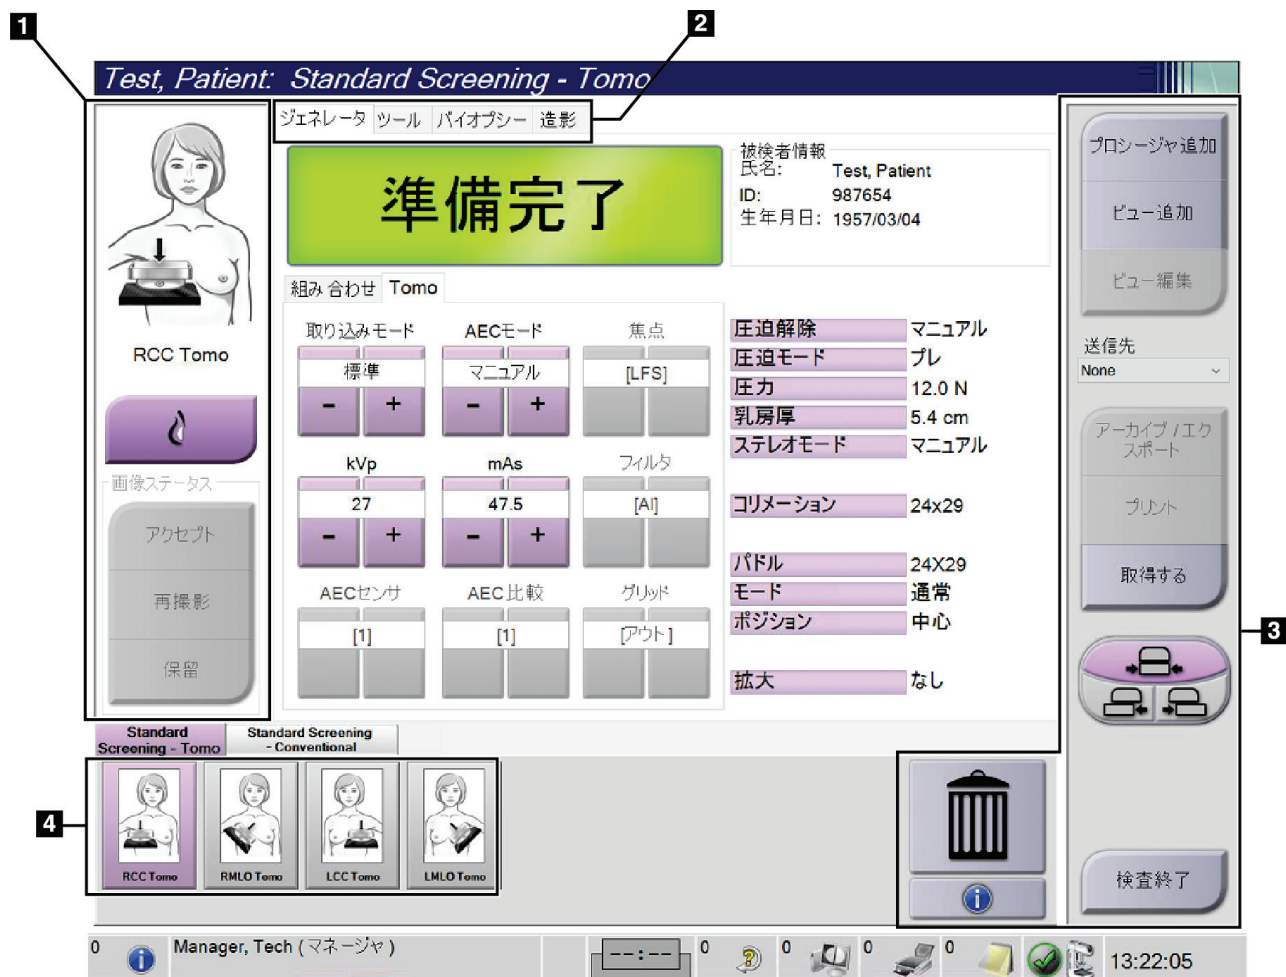 1
2
Test, Patient: Standard Screening - Tomo
ジェネレータ ツール バイオプシー 造影
準備完了
被検者情報
氏名: Test, Patient
ID: 987654
生年月日: 1957/03/04
プロシージャ追加
ビュー追加
ビュー編集
RCC Tomo
組み合わせ Tomo
取り込みモード AECモード 焦点
標準 マニュアル [LFS]
- + - +
kVp mAs フィルタ
27 47.5 [Al]
- + - +
AECセンサ AEC比較 グリッド
[1] [1] [アウト]
圧迫解除 マニュアル
圧迫モード プレ
圧力 12.0 N
乳房厚 5.4 cm
ステレオモード マニュアル
コリメーション 24x29
パドル 24X29
モード 通常
ポジション 中心
拡大 なし
送信先
None
アーカイブ / エク
スポート
プリント
取得する
3
画像ステータス
アクセプト
再撮影
保留
Standard
Screening - Tomo
Standard Screening
- Conventional
4
RCC Tomo RMLO Tomo LCC Tomo LMLO Tomo
検査終了
0 Manager, Tech (マネージャ) --:-- 0 0 0 0 13:22:05